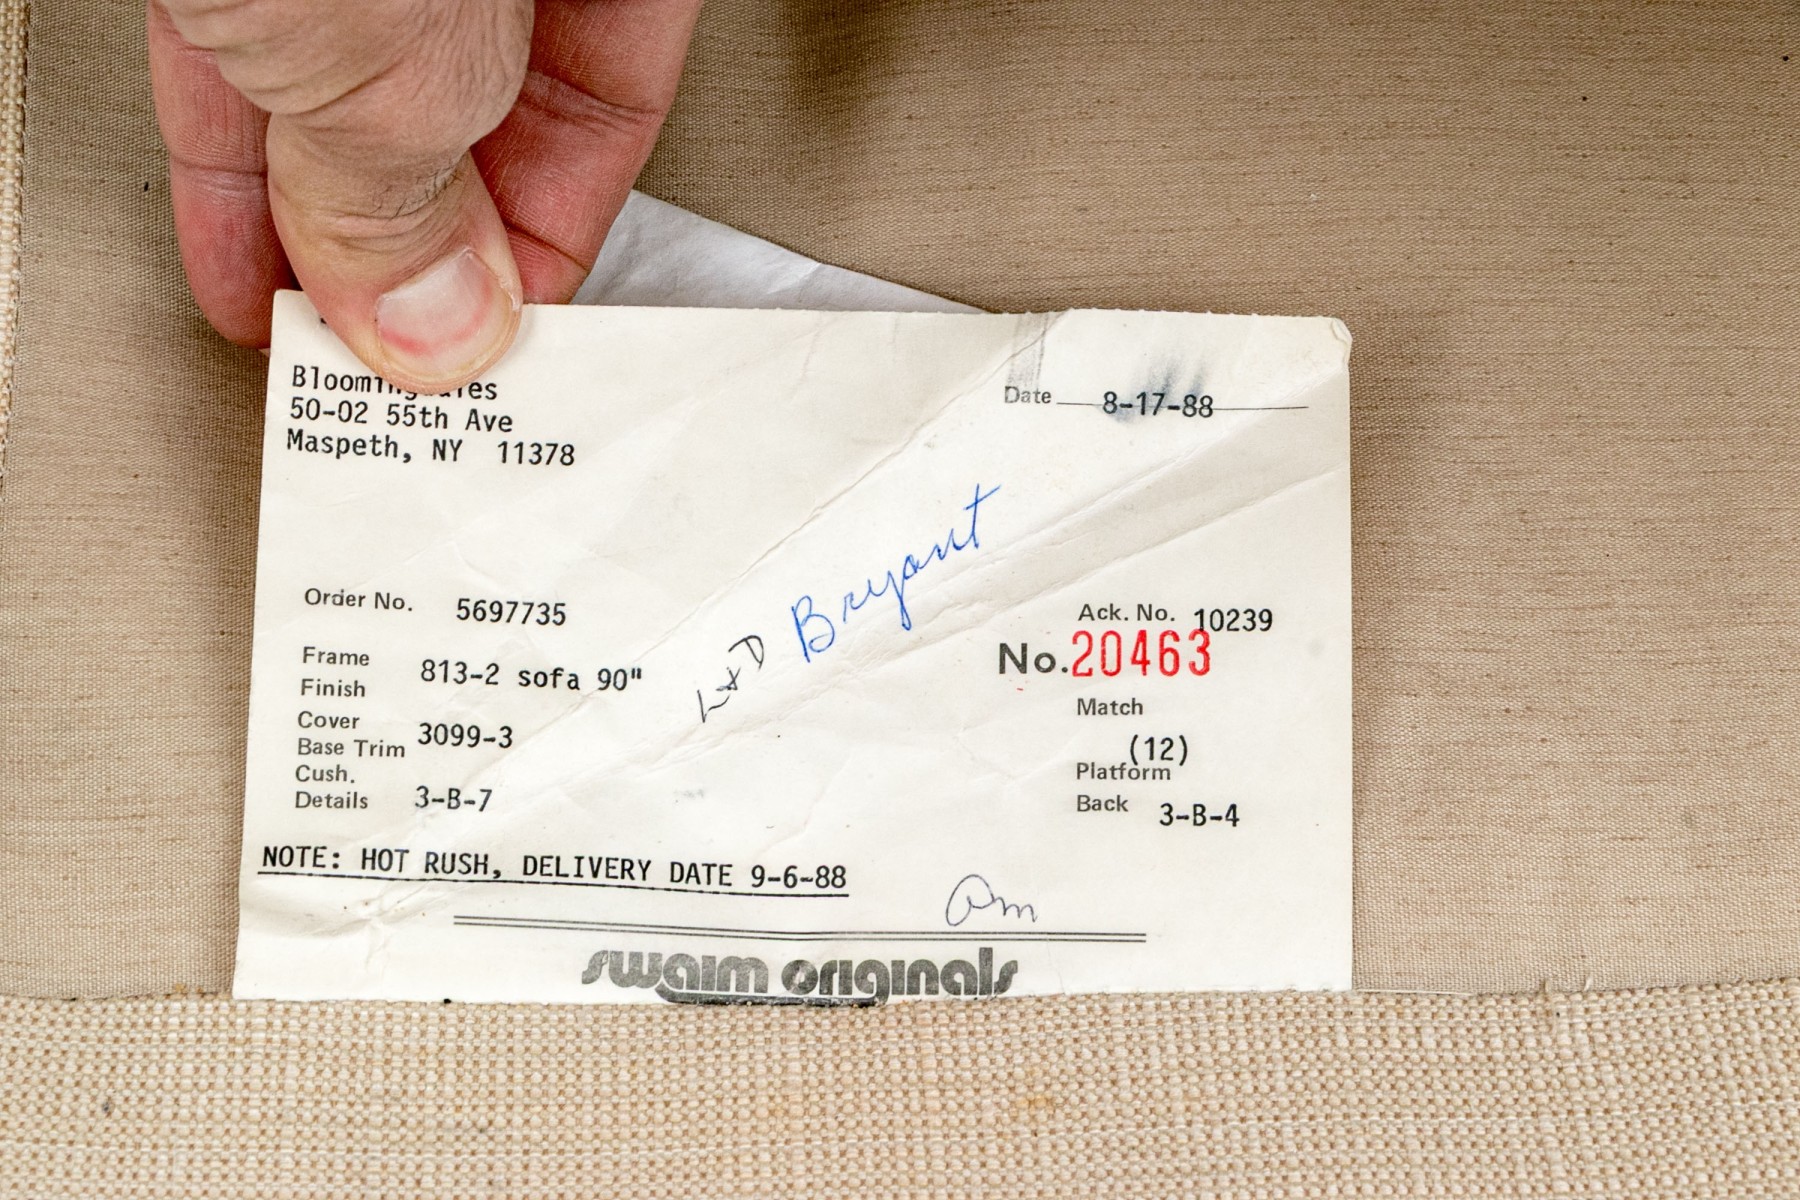 50-02 55th Ave
Maspeth, NY 11378
Date 8-17-88
Bryant
L&D
Order No. 5697735
Ack. No. 10239
No. 20463
Frame 813-2 sofa 90"
Finish
Match
Cover 3099-3
Base Trim
(12)
Cush.
Platform
Details 3-B-7
Back 3-B-4
NOTE: HOT RUSH, DELIVERY DATE 9-6-88
swaim originals